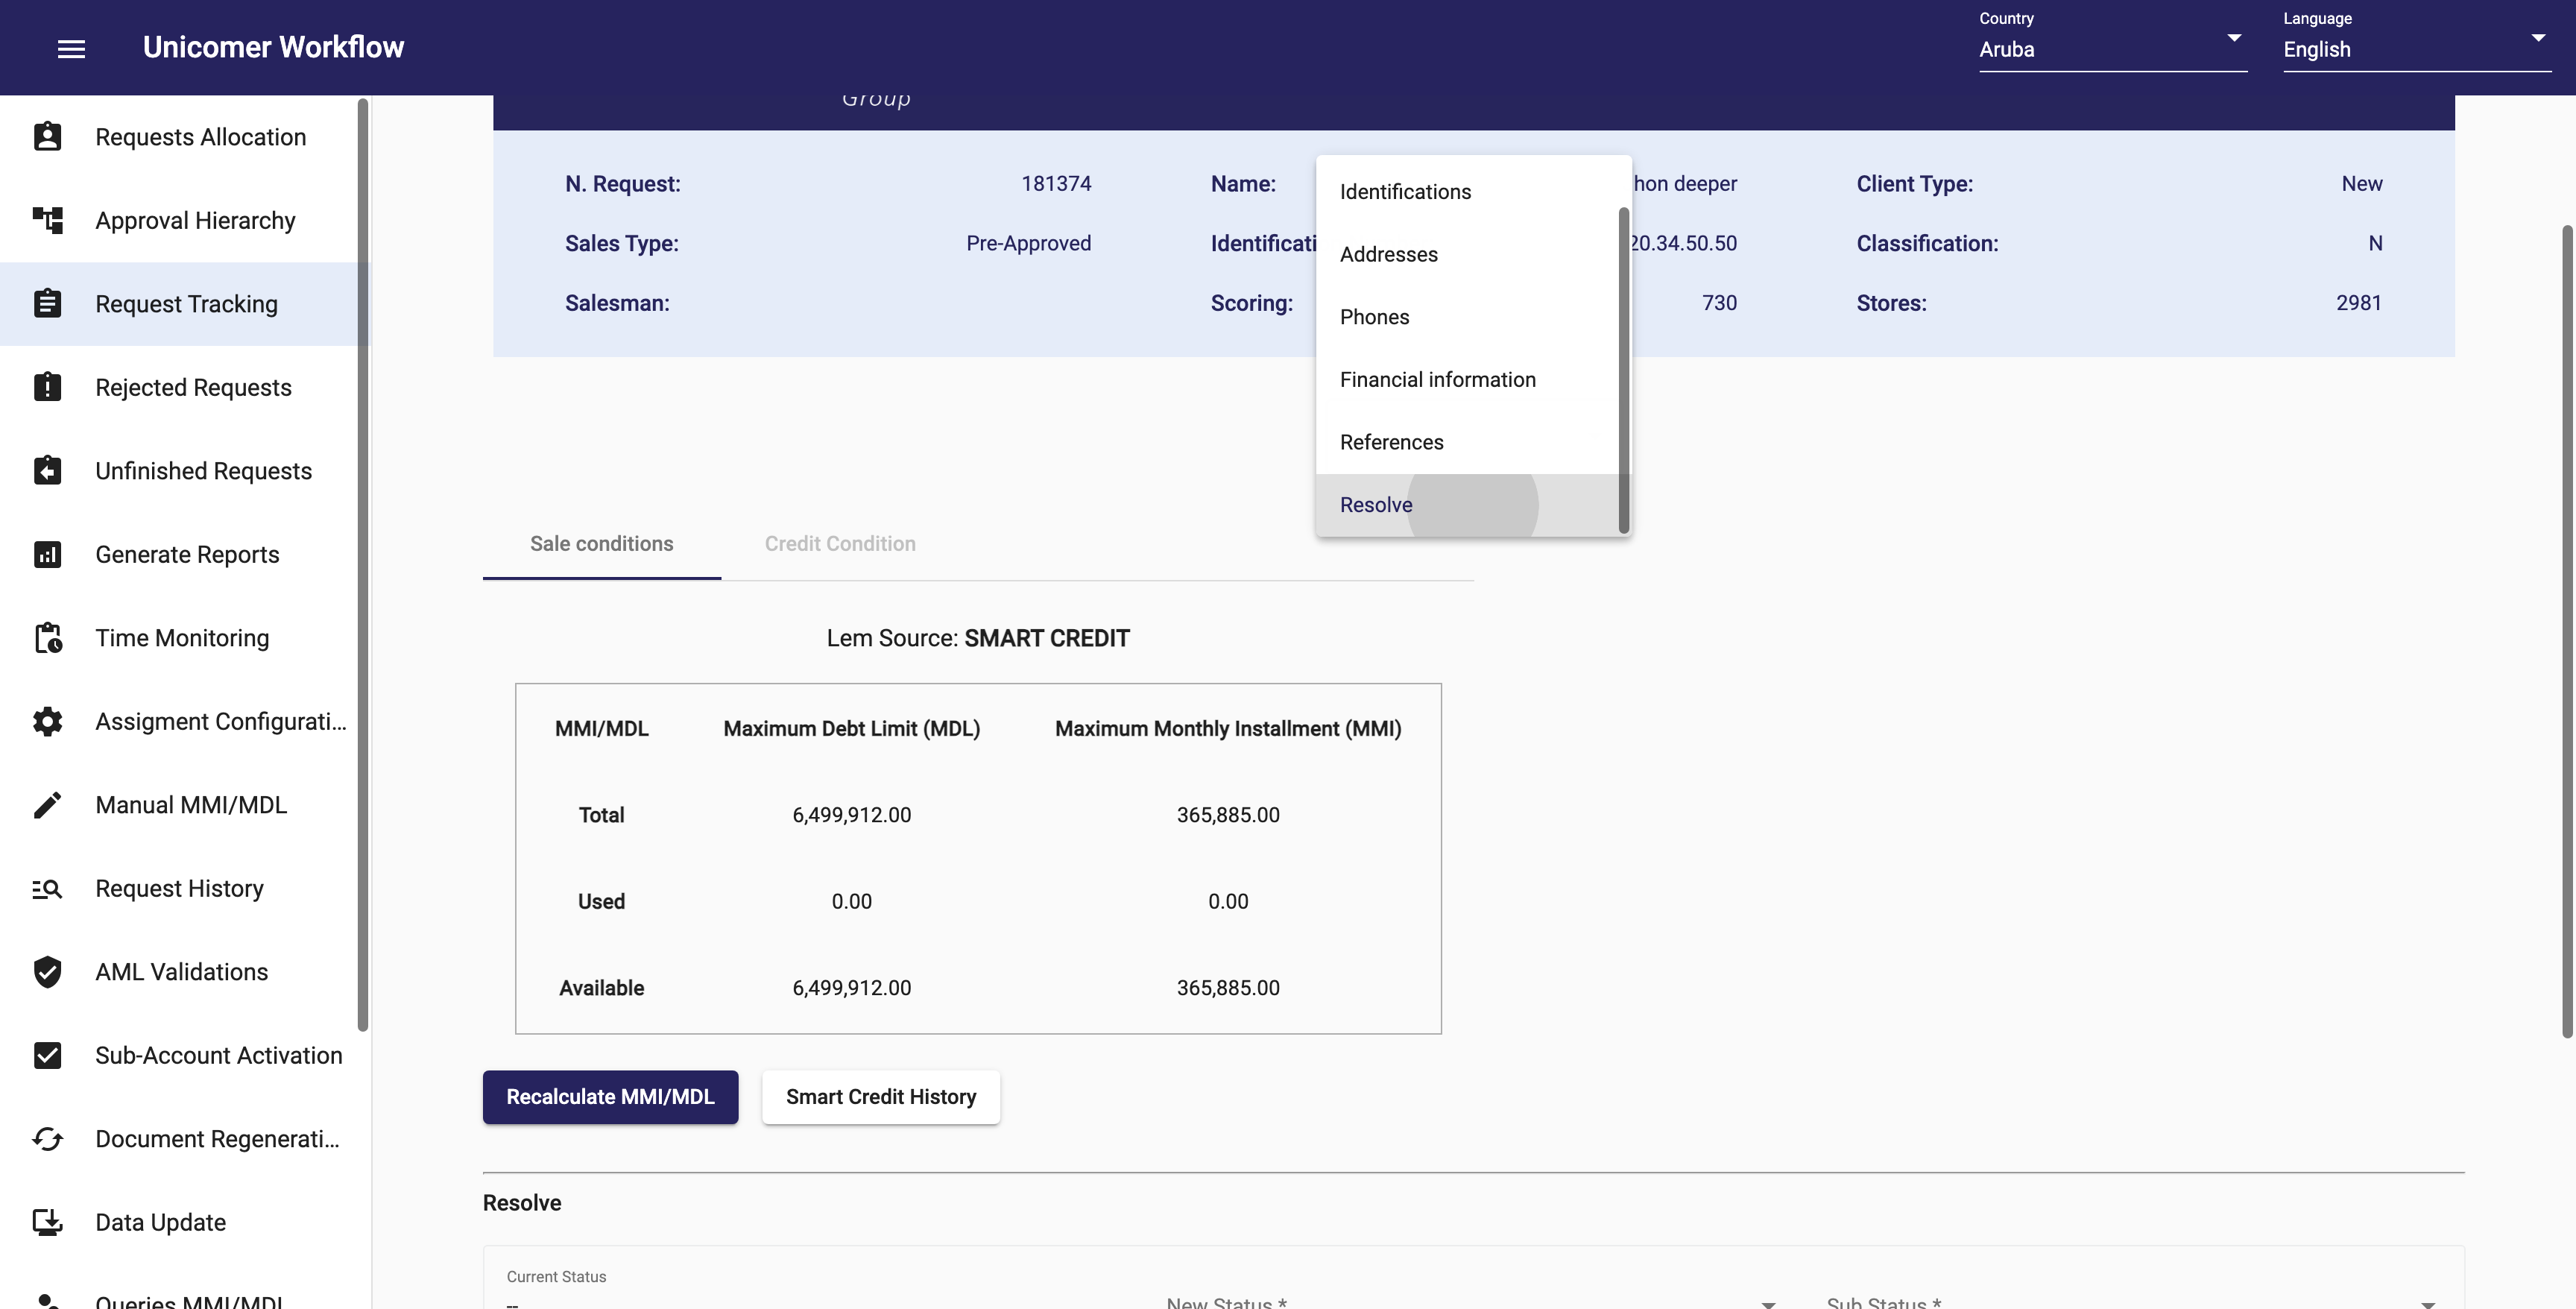 Unicomer Workflow
Country
Aruba
Language
English
Requests Allocation
Approval Hierarchy
Request Tracking
Rejected Requests
Unfinished Requests
Generate Reports
Time Monitoring
Assigment Configurati...
Manual MMI/MDL
Request History
AML Validations
Sub-Account Activation
Document Regenerati...
Data Update
Queries MMI/MDL
Group
N. Request: 181374
Name: hon deeper
Client Type: New
Sales Type: Pre-Approved
Identificati 20.34.50.50
Classification: N
Salesman:
Scoring: 730
Stores: 2981
Identifications
Addresses
Phones
Financial information
References
Resolve
Sale conditions
Credit Condition
Lem Source: SMART CREDIT
MMI/MDL Maximum Debt Limit (MDL) Maximum Monthly Installment (MMI)
Total 6,499,912.00 365,885.00
Used 0.00 0.00
Available 6,499,912.00 365,885.00
Recalculate MMI/MDL
Smart Credit History
Resolve
Current Status
--
New Status *
Sub Status *